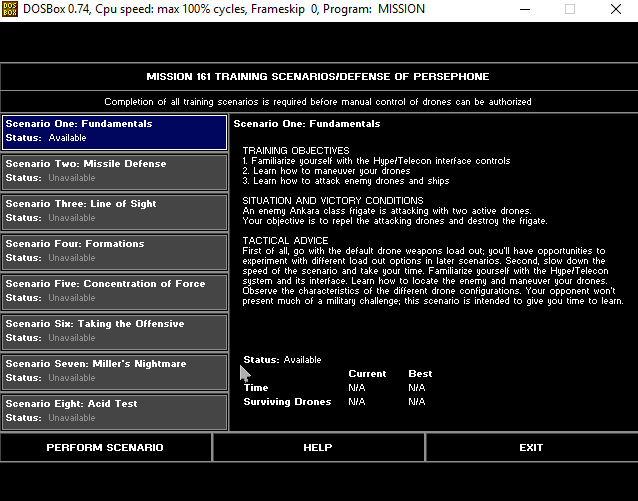 DOS BOX DOSBox 0.74, Cpu speed: max 100% cycles, Frameskip 0, Program: MISSION
MISSION 161 TRAINING SCENARIOS/DEFENSE OF PERSEPHONE
Completion of all training scenarios is required before manual control of drones can be authorized
Scenario One: Fundamentals
Status: Available
Scenario Two: Missile Defense
Status: Unavailable
Scenario Three: Line of Sight
Status: Unavailable
Scenario Four: Formations
Status: Unavailable
Scenario Five: Concentration of Force
Status: Unavailable
Scenario Six: Taking the Offensive
Status: Unavailable
Scenario Seven: Miller's Nightmare
Status: Unavailable
Scenario Eight: Acid Test
Status: Unavailable
Scenario One: Fundamentals
TRAINING OBJECTIVES
1. Familiarize yourself with the Hype/Telecon interface controls
2. Learn how to maneuver your drones
3. Learn how to attack enemy drones and ships
SITUATION AND VICTORY CONDITIONS
An enemy Ankara class frigate is attacking with two active drones.
Your objective is to repel the attacking drones and destroy the frigate.
TACTICAL ADVICE
First of all, go with the default drone weapons load out; you'll have opportunities to
experiment with different load out options in later scenarios. Second, slow down the
speed of the scenario and take your time. Familiarize yourself with the Hype/Telecon
system and its interface. Learn how to locate the enemy and maneuver your drones.
Observe the characteristics of the different drone configurations. Your opponent won't
present much of a military challenge; this scenario is intended to give you time to learn.
Status: Available
Current Best
Time N/A N/A
Surviving Drones N/A N/A
PERFORM SCENARIO HELP EXIT